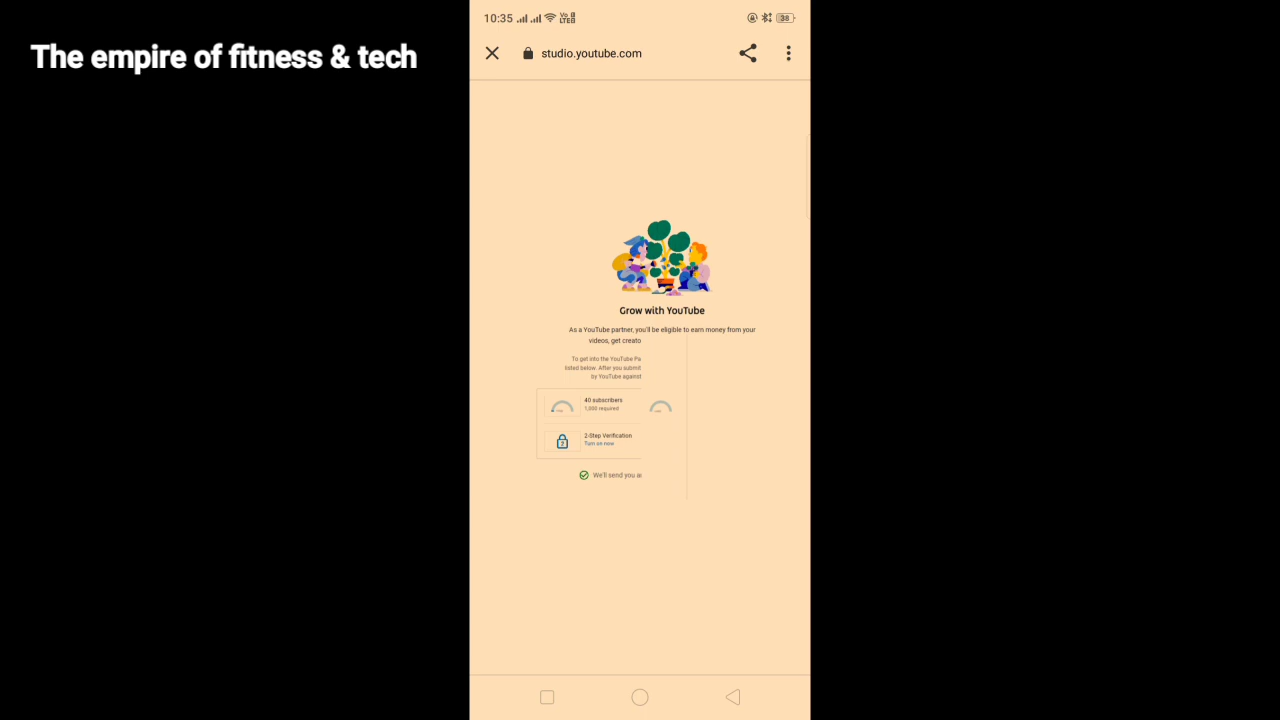 The empire of fitness & tech
10:35
Vo
LTE
38
studio.youtube.com
Grow with YouTube
As a YouTube partner, you'll be eligible to earn money from your
videos, get creato
To get into the YouTube Pa
listed below. After you submit
by YouTube against
40 subscribers
1,000 required
2-Step Verification
Turn on now
We'll send you a